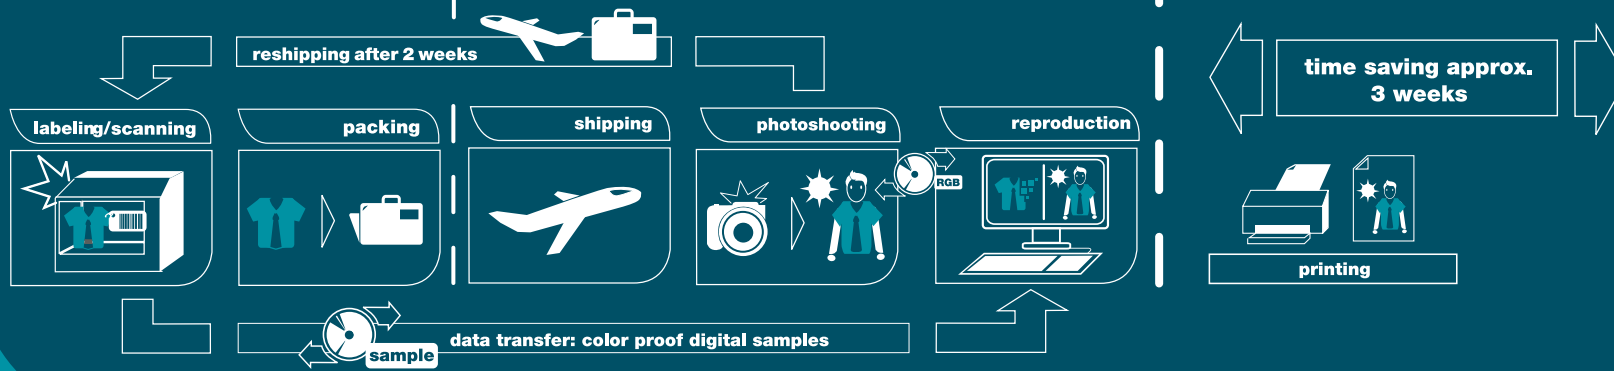 reshipping after 2 weeks
time saving approx.
3 weeks
labeling/scanning
packing
shipping
photoshooting
reproduction
RGB
printing
data transfer: color proof digital samples
sample